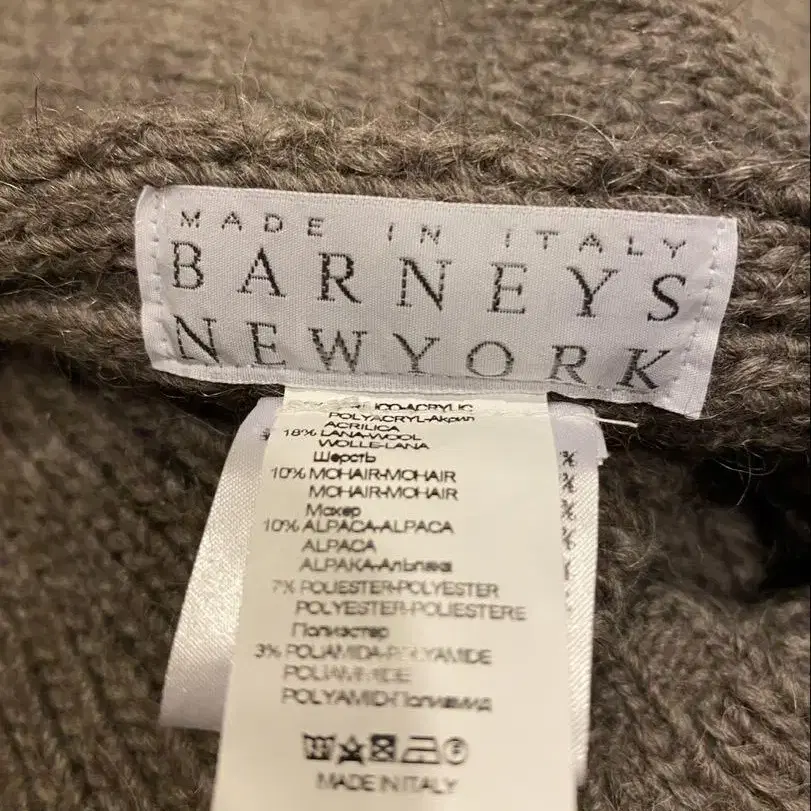 MADE IN ITALY
BARNEYS
NEWYORK
ACRYLIC
POLYACRYL-Акрил
ACRILICA
18% LANA-WOOL
WOLLE-LANA
Шерсть
10% MOHAIR-MOHAIR
MOHAIR-MOHAIR
Мохер
10% ALPACA-ALPACA
ALPACA
ALPAKA-Альпака
7% POLIESTER-POLYESTER
POLYESTER-POLIESTERE
Полиэстер
3% POLIAMIDA-POLYAMIDE
POLIAMMIDE
POLYAMID-Полиамид
MADE IN ITALY